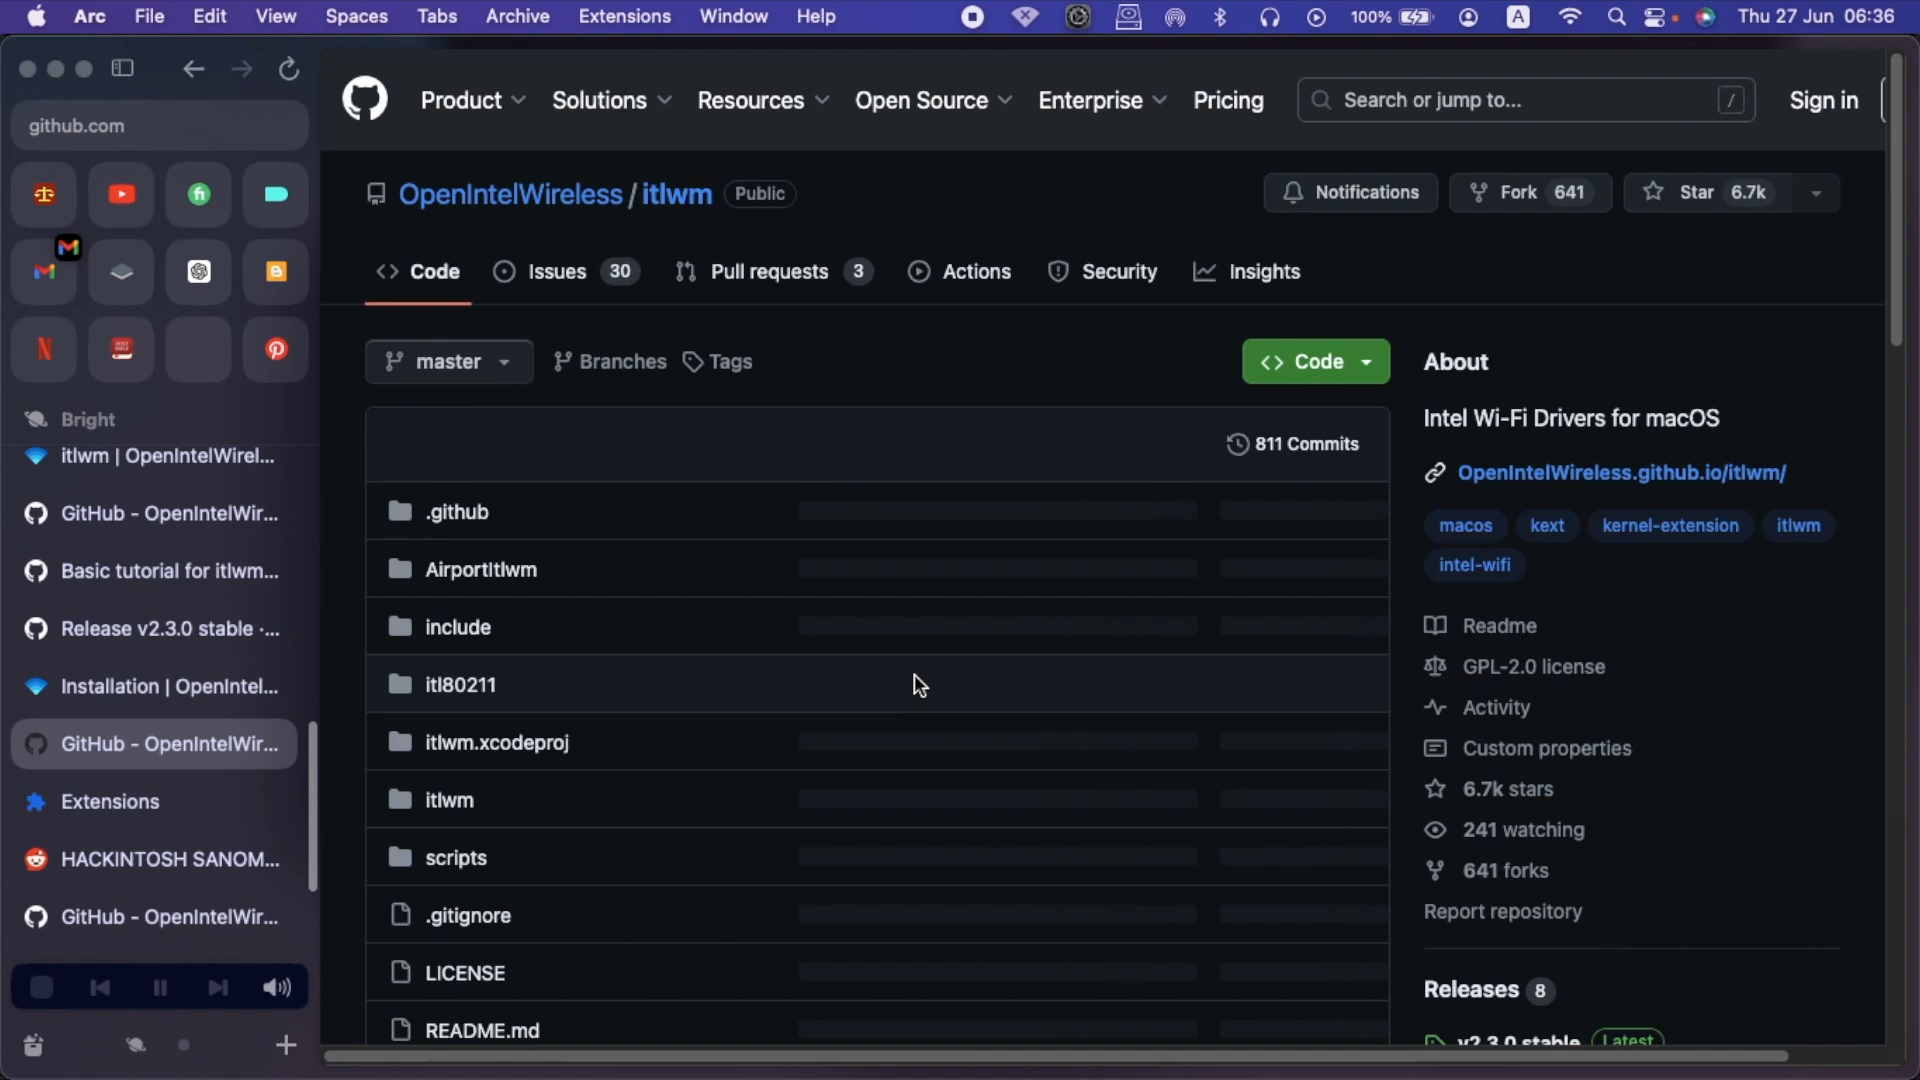 Arc File Edit View Spaces Tabs Archive Extensions Window Help 100% A Thu 27 Jun 06:36
github.com
Product Solutions Resources Open Source Enterprise Pricing Search or jump to... / Sign in
OpenIntelWireless / itlwm Public
Notifications Fork 641 Star 6.7k
Code Issues 30 Pull requests 3 Actions Security Insights
master Branches Tags Code
811 Commits
.github
AirportItlwm
include
itl80211
itlwm.xcodeproj
itlwm
scripts
.gitignore
LICENSE
README.md
About
Intel Wi-Fi Drivers for macOS
OpenIntelWireless.github.io/itlwm/
macos kext kernel-extension itlwm
intel-wifi
Readme
GPL-2.0 license
Activity
Custom properties
6.7k stars
241 watching
641 forks
Report repository
Releases 8
v2.3.0 stable Latest
Bright
itlwm | OpenIntelWirel...
GitHub - OpenIntelWir...
Basic tutorial for itlwm...
Release v2.3.0 stable ·...
Installation | OpenIntel...
GitHub - OpenIntelWir...
Extensions
HACKINTOSH SANOM...
GitHub - OpenIntelWir...